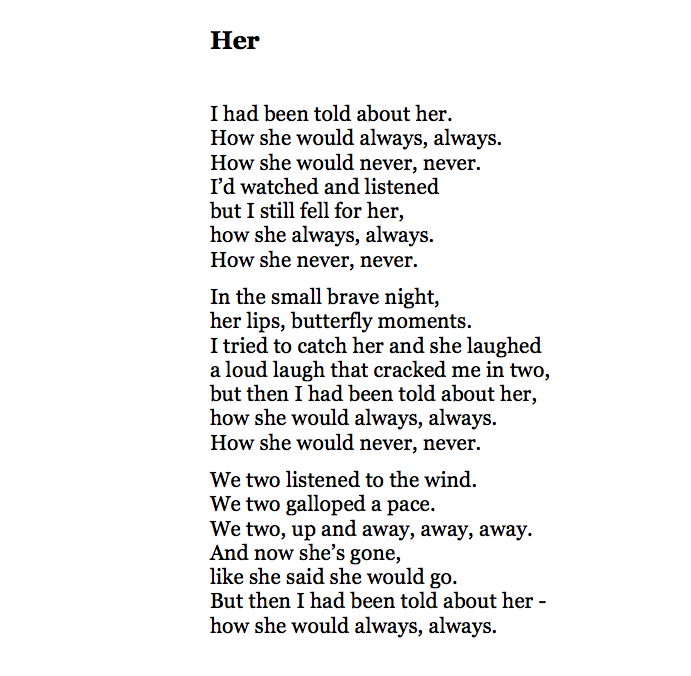 Her
I had been told about her.
How she would always, always.
How she would never, never.
I’d watched and listened
but I still fell for her,
how she always, always.
How she never, never.
In the small brave night,
her lips, butterfly moments.
I tried to catch her and she laughed
a loud laugh that cracked me in two,
but then I had been told about her,
how she would always, always.
How she would never, never.
We two listened to the wind.
We two galloped a pace.
We two, up and away, away, away.
And now she’s gone,
like she said she would go.
But then I had been told about her -
how she would always, always.